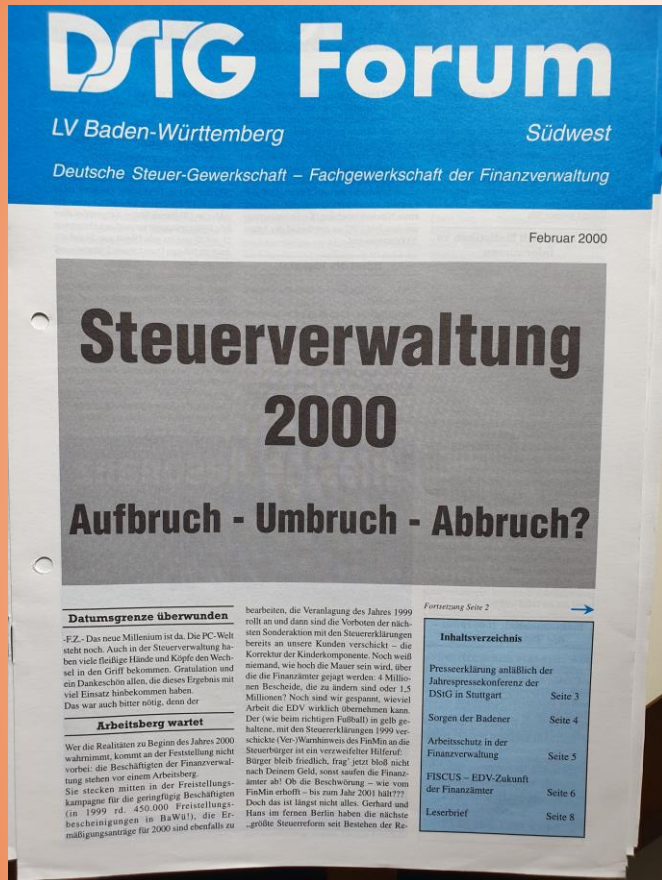 DSTG Forum
LV Baden-Württemberg
Südwest
Deutsche Steuer-Gewerkschaft – Fachgewerkschaft der Finanzverwaltung
Februar 2000
Steuerverwaltung
2000
Aufbruch - Umbruch - Abbruch?
Datumsgrenze überwunden
-F.Z.- Das neue Millenium ist da. Die PC-Welt
steht noch. Auch in der Steuerverwaltung ha-
ben viele fleißige Hände und Köpfe den Wech-
sel in den Griff bekommen. Gratulation und
ein Dankeschön allen, die dieses Ergebnis mit
viel Einsatz hinbekommen haben.
Das war auch bitter nötig, denn der
Arbeitsberg wartet
Wer die Realitäten zu Beginn des Jahres 2000
wahrnimmt, kommt an der Feststellung nicht
vorbei: die Beschäftigten der Finanzverwal-
tung stehen vor einem Arbeitsberg.
Sie stecken mitten in der Freistellungs-
kampagne für die geringfügig Beschäftigten
(in 1999 rd. 450.000 Freistellungs-
bescheinigungen in BaWü!), die Er-
mäßigungsanträge für 2000 sind ebenfalls zu
bearbeiten, die Veranlagung des Jahres 1999
rollt an und dann sind die Vorboten der näch-
sten Sonderaktion mit den Steuererklärungen
bereits an unsere Kunden verschickt – die
Korrektur der Kinderkomponente. Noch weiß
niemand, wie hoch die Mauer sein wird, über
die die Finanzämter gejagt werden: 4 Millio-
nen Bescheide, die zu ändern sind oder 1,5
Millionen? Noch sind wir gespannt, wieviel
Arbeit die EDV wirklich übernehmen kann.
Der (wie beim richtigen Fußball) in gelb ge-
haltene, mit den Steuererklärungen 1999 ver-
schickte (Ver-)Warnhinweis des FinMin an die
Steuerbürger ist ein verzweifelter Hilferuf:
Bürger bleib friedlich, frag' jetzt bloß nicht
nach Deinem Geld, sonst saufen die Finanz-
ämter ab! Ob die Beschwörung – wie vom
FinMin erhofft – bis zum Jahr 2001 hält???
Doch das ist längst nicht alles. Gerhard und
Hans im fernen Berlin haben die nächste
„größte Steuerreform seit Bestehen der Re-
Fortsetzung Seite 2
Inhaltsverzeichnis
Presseerklärung anläßlich der
Jahrespressekonferenz der
DStG in Stuttgart Seite 3
Sorgen der Badener Seite 4
Arbeitsschutz in der
Finanzverwaltung Seite 5
FISCUS – EDV-Zukunft
der Finanzämter Seite 6
Leserbrief Seite 8